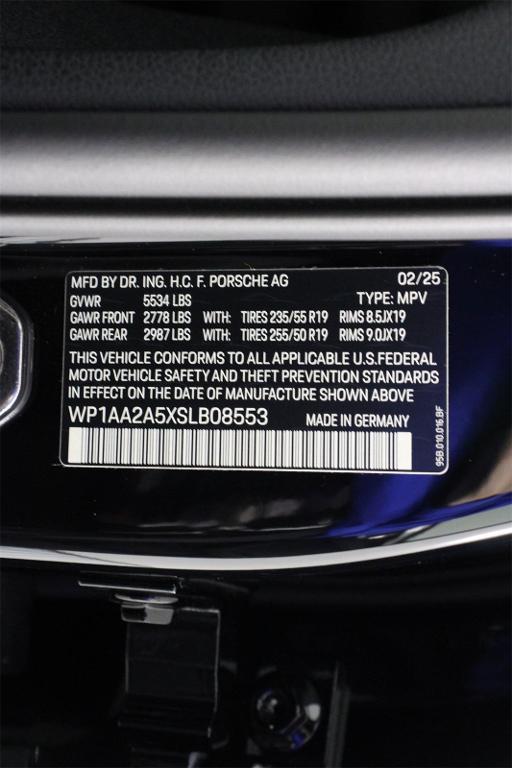 MFD BY DR. ING. H.C. F. PORSCHE AG 02/25
GVWR 5534 LBS TYPE: MPV
GAWR FRONT 2778 LBS WITH: TIRES 235/55 R19 RIMS 8.5JX19
GAWR REAR 2987 LBS WITH: TIRES 255/50 R19 RIMS 9.0JX19
THIS VEHICLE CONFORMS TO ALL APPLICABLE U.S.FEDERAL
MOTOR VEHICLE SAFETY AND THEFT PREVENTION STANDARDS
IN EFFECT ON THE DATE OF MANUFACTURE SHOWN ABOVE
WP1AA2A5XSLB08553 MADE IN GERMANY
95B.010.016.BF